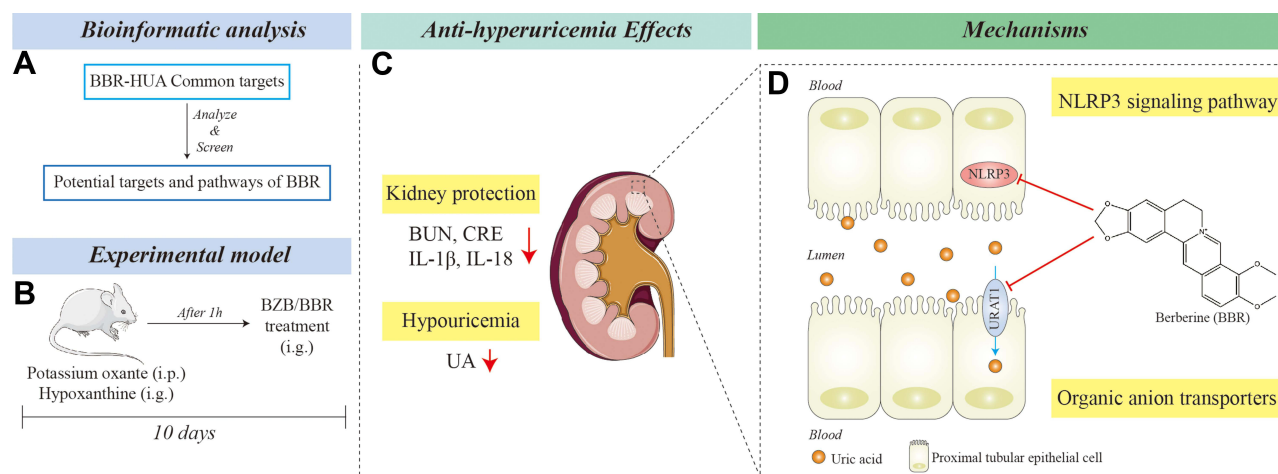 Bioinformatic analysis
A
BBR-HUA Common targets
Analyze
&
Screen
Potential targets and pathways of BBR
Experimental model
B
After 1h
BZB/BBR
treatment
(i.g.)
Potassium oxante (i.p.)
Hypoxanthine (i.g.)
10 days
Anti-hyperuricemia Effects
C
Kidney protection
BUN, CRE
IL-1β, IL-18
Hypouricemia
UA
Mechanisms
D
Blood
NLRP3 signaling pathway
NLRP3
Lumen
URAT1
O
O
N+
O
O
Berberine (BBR)
Organic anion transporters
Blood
Uric acid
Proximal tubular epithelial cell